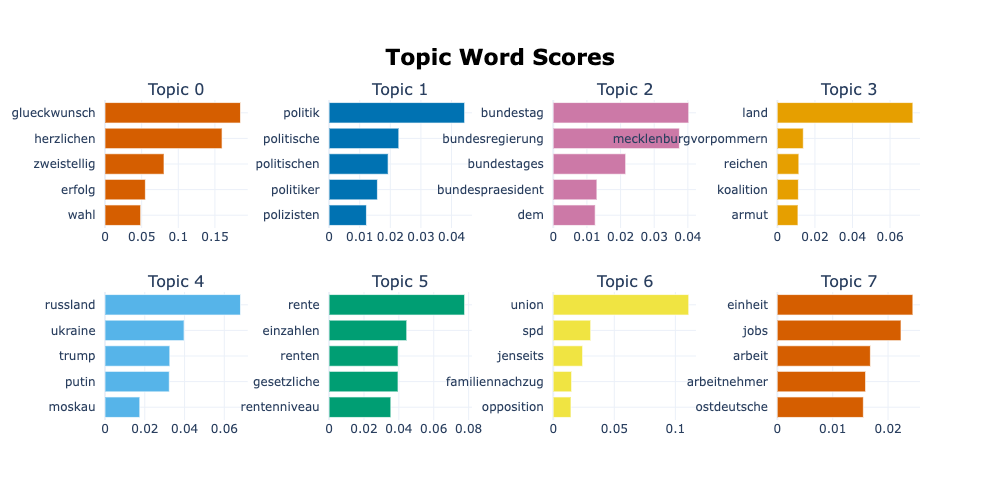 Topic Word Scores
Topic 0
glueckwunsch
herzlichen
zweistellig
erfolg
wahl
0 0.05 0.1 0.15
Topic 1
politik
politische
politischen
politiker
polizisten
0 0.01 0.02 0.03 0.04
Topic 2
bundestag
bundesregierung
bundestages
bundespraesident
dem
0 0.01 0.02 0.03 0.04
Topic 3
land
mecklenburgvorpommern
reichen
koalition
armut
0 0.02 0.04 0.06
Topic 4
russland
ukraine
trump
putin
moskau
0 0.02 0.04 0.06
Topic 5
rente
einzahlen
renten
gesetzliche
rentenniveau
0 0.02 0.04 0.06 0.08
Topic 6
union
spd
jenseits
familiennachzug
opposition
0 0.05 0.1
Topic 7
einheit
jobs
arbeit
arbeitnehmer
ostdeutsche
0 0.01 0.02